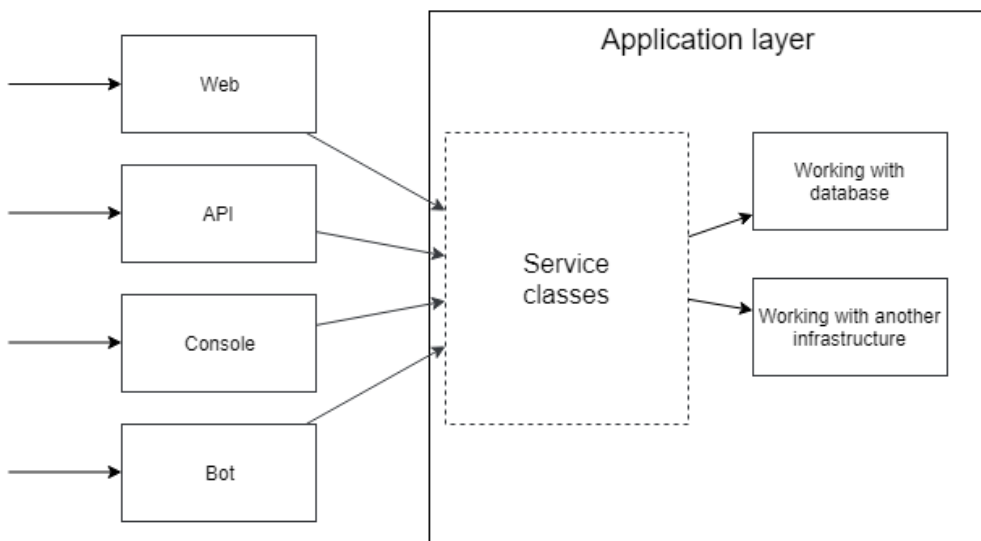 Application layer
Web
API
Console
Bot
Service
classes
Working with
database
Working with another
infrastructure